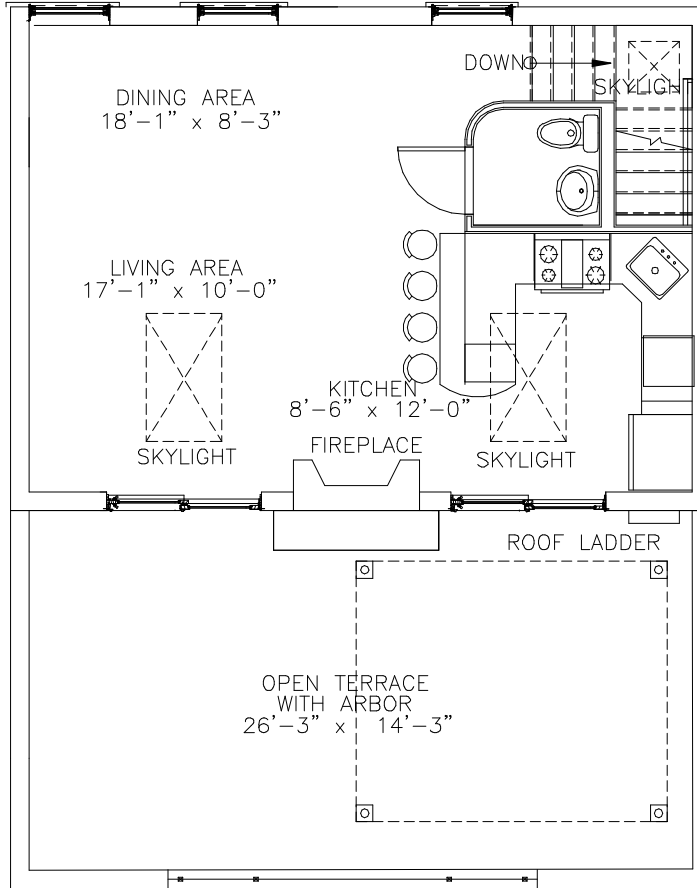 DOWN
SKYLIGH
DINING AREA
18'-1" x 8'-3"
LIVING AREA
17'-1" x 10'-0"
KITCHEN
8'-6" x 12'-0"
FIREPLACE
SKYLIGHT
SKYLIGHT
ROOF LADDER
OPEN TERRACE
WITH ARBOR
26'-3" x 14'-3"